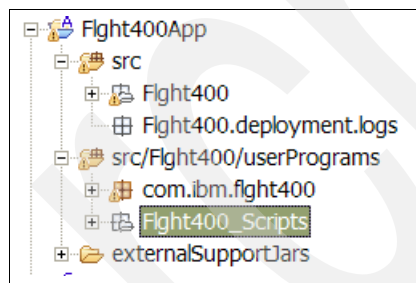 Flght400App
src
Flght400
Flght400.deployment.logs
src/Flght400/userPrograms
com.ibm.flght400
Flght400_Scripts
externalSupportJars